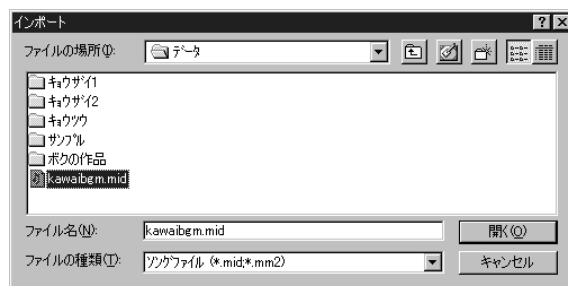 インポート
ファイルの場所(I):
データ
キョウザイ1
キョウザイ2
キョウツウ
サンプル
ボクの作品
kawaibgm.mid
ファイル名(N): kawaibgm.mid 開く(O)
ファイルの種類(T): ソングファイル (*.mid;*.mm2) キャンセル